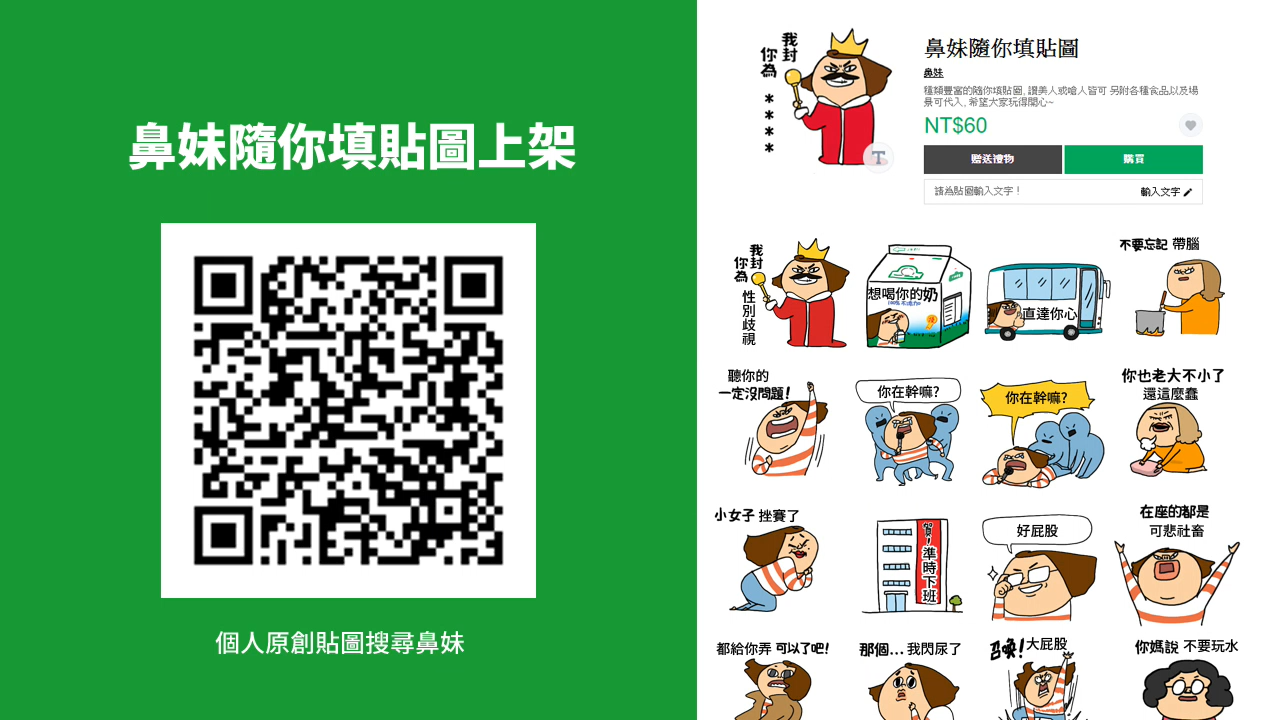 鼻妹隨你填貼圖上架
個人原創貼圖搜尋鼻妹
我封
你為
****
鼻妹隨你填貼圖
鼻妹
種類豐富的隨你填貼圖, 讚美人或嗆人皆可 另附各種食品以及場
景可代入, 希望大家玩得開心~
NT$60
贈送禮物
購買
請為貼圖輸入文字！
輸入文字
我封
你為
性別歧視
想喝你的奶
直達你心
不要忘記 帶腦
聽你的
一定沒問題!
你在幹嘛?
你在幹嘛?
你也老大不小了
還這麼蠢
小女子 挫賽了
賀!準時下班
好屁股
在座的都是
可悲社畜
都給你弄 可以了吧!
那個... 我閃尿了
召喚! 大屁股
你媽說 不要玩水